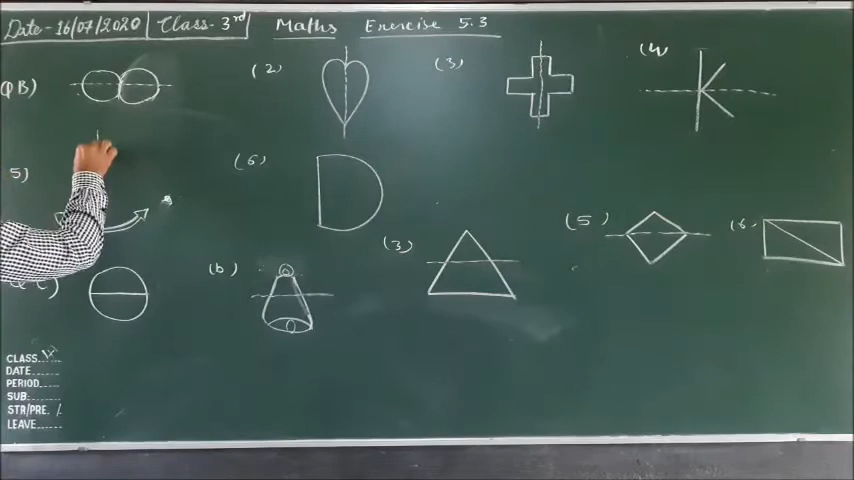 Date-16/07/2020 Class-3rd Maths Exercise 5.3
QB) (2) (3) (4)
5) (6)
(3) (5) (6.
(b)
CLASS
DATE
PERIOD
SUB.
STR/PRE.
LEAVE